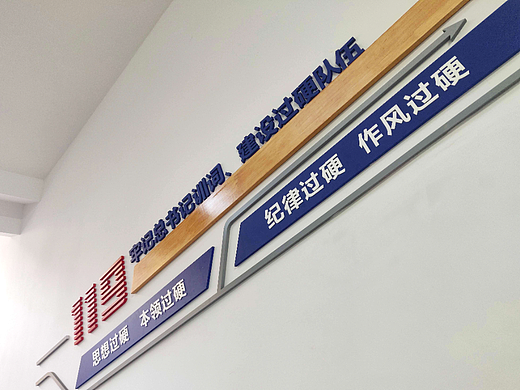 119
牢记总书记训词、建设过硬队伍
思想过硬 本领过硬
纪律过硬 作风过硬